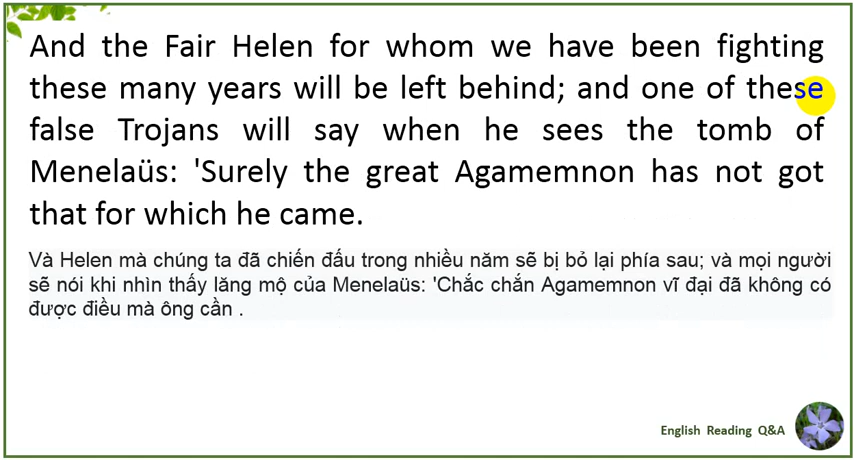 And the Fair Helen for whom we have been fighting
these many years will be left behind; and one of these
false Trojans will say when he sees the tomb of
Menelaüs: 'Surely the great Agamemnon has not got
that for which he came.
Và Helen mà chúng ta đã chiến đấu trong nhiều năm sẽ bị bỏ lại phía sau; và mọi người
sẽ nói khi nhìn thấy lăng mộ của Menelaüs: 'Chắc chắn Agamemnon vĩ đại đã không có
được điều mà ông cần .
English Reading Q&A